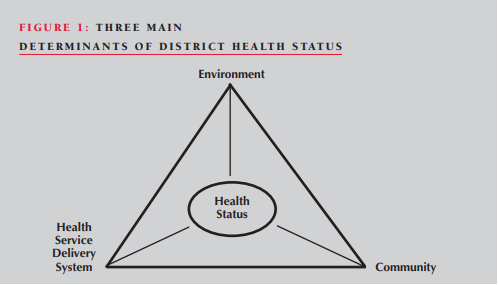 FIGURE 1: THREE MAIN
DETERMINANTS OF DISTRICT HEALTH STATUS
Environment
Health
Status
Health
Service
Delivery
System
Community